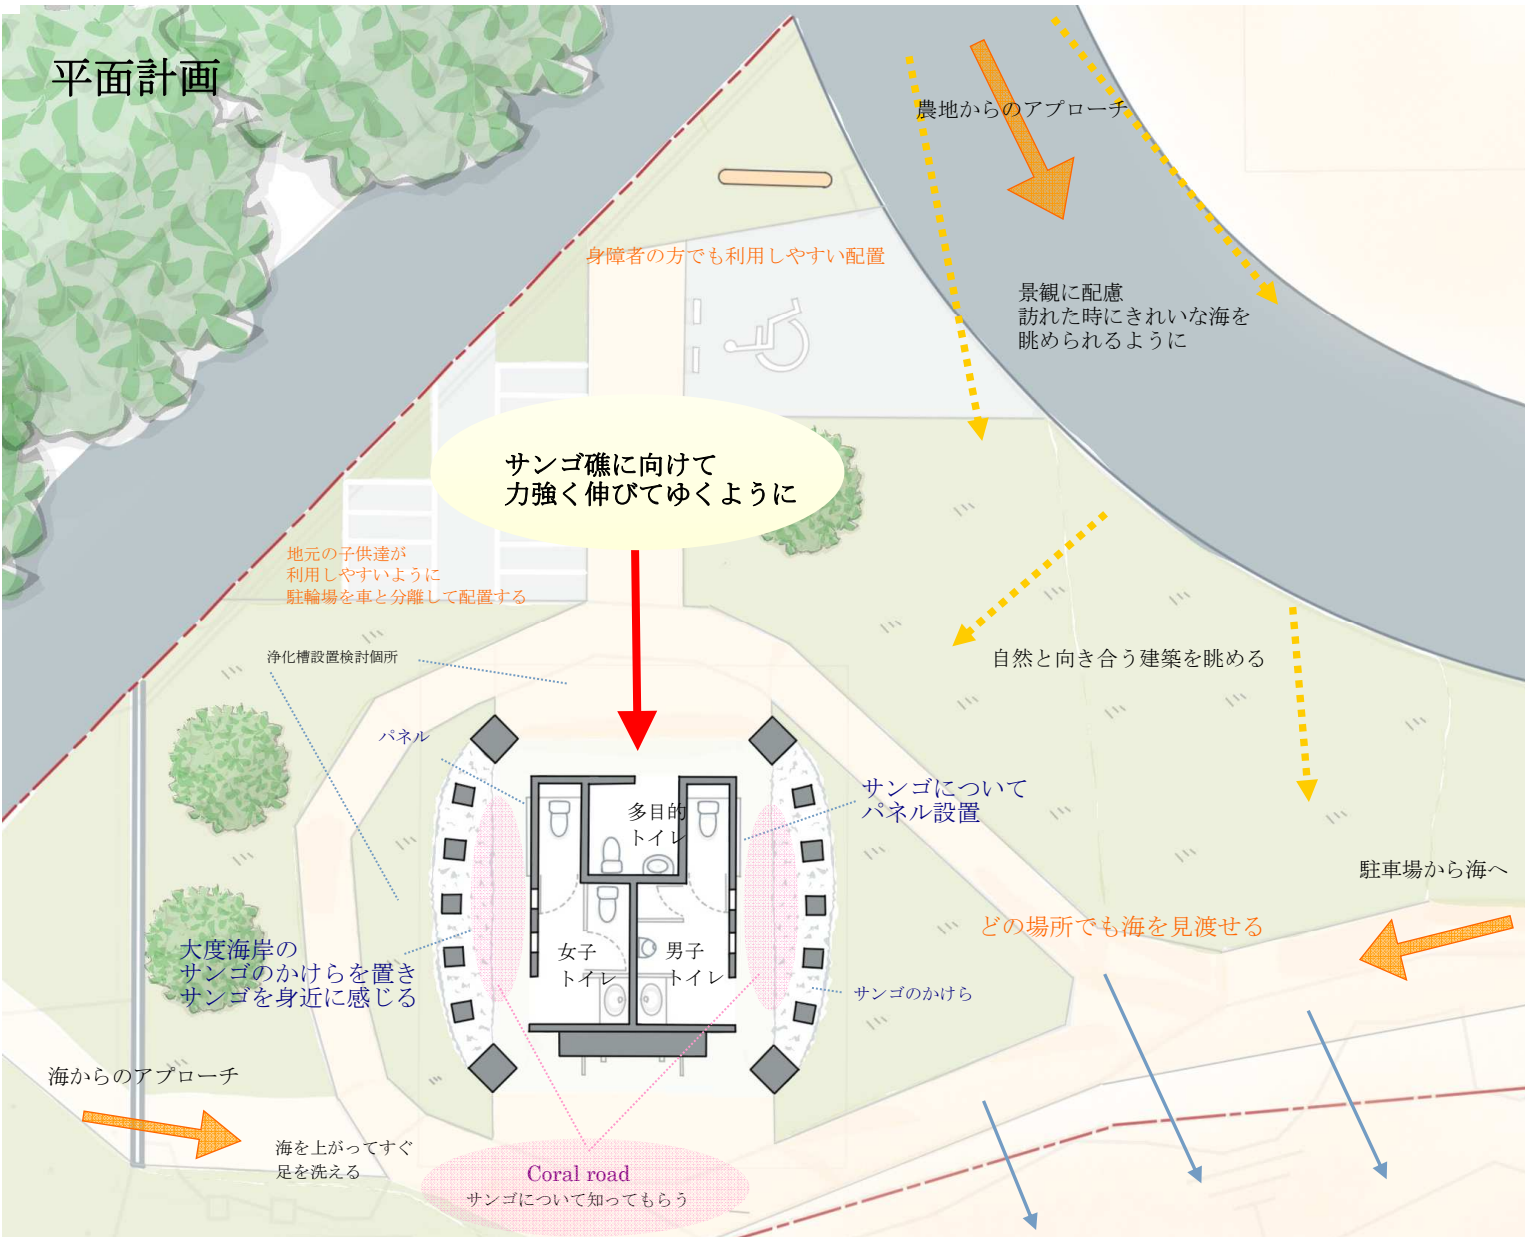 平面計画
農地からのアプローチ
身障者の方でも利用しやすい配置
景観に配慮
訪れた時にきれいな海を
眺められるように
サンゴ礁に向けて
力強く伸びてゆくように
地元の子供達が
利用しやすいように
駐輪場を車と分離して配置する
浄化槽設置検討個所
自然と向き合う建築を眺める
パネル
サンゴについて
パネル設置
多目的
トイレ
駐車場から海へ
どの場所でも海を見渡せる
大度海岸の
サンゴのかけらを置き
サンゴを身近に感じる
女子
トイレ
男子
トイレ
サンゴのかけら
海からのアプローチ
海を上がってすぐ
足を洗える
Coral road
サンゴについて知ってもらう